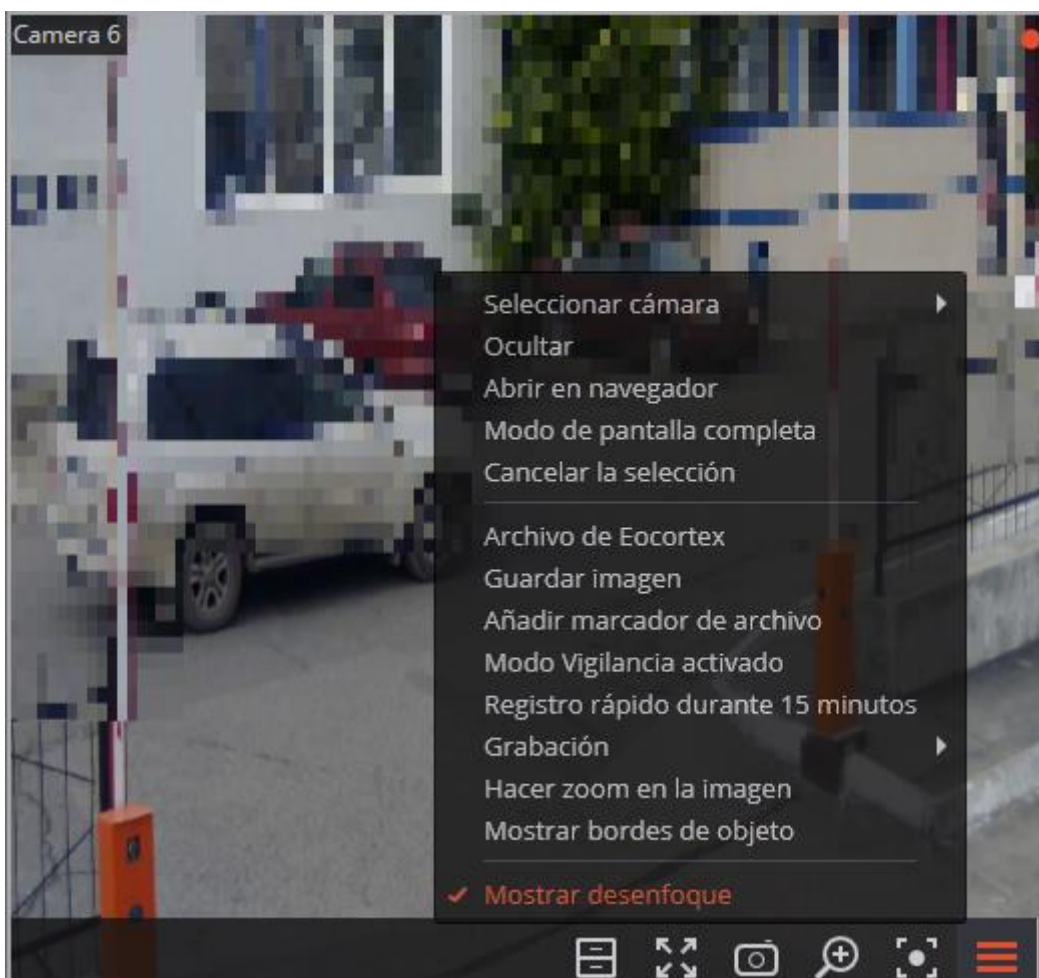 Camera 6
Seleccionar cámara
Ocultar
Abrir en navegador
Modo de pantalla completa
Cancelar la selección
Archivo de Eocortex
Guardar imagen
Añadir marcador de archivo
Modo Vigilancia activado
Registro rápido durante 15 minutos
Grabación
Hacer zoom en la imagen
Mostrar bordes de objeto
Mostrar desenfoque